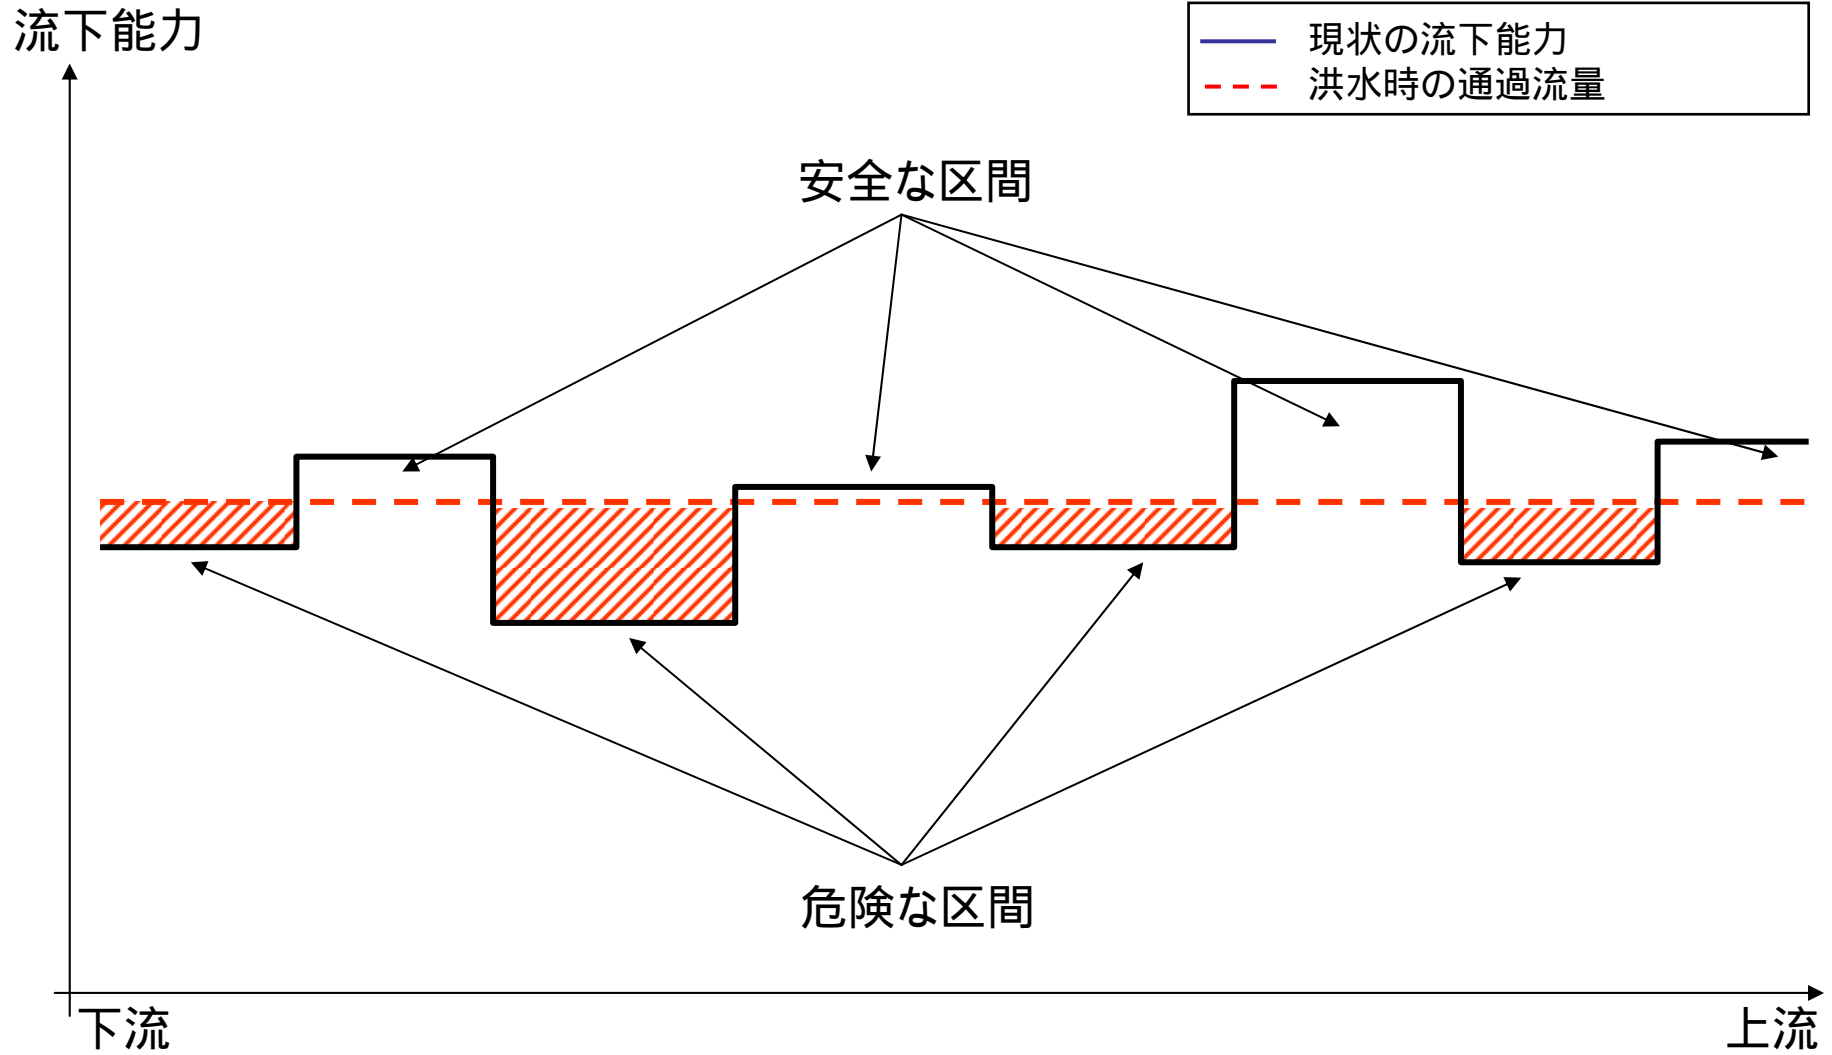 流下能力
現状の流下能力
洪水時の通過流量
安全な区間
危険な区間
下流
上流